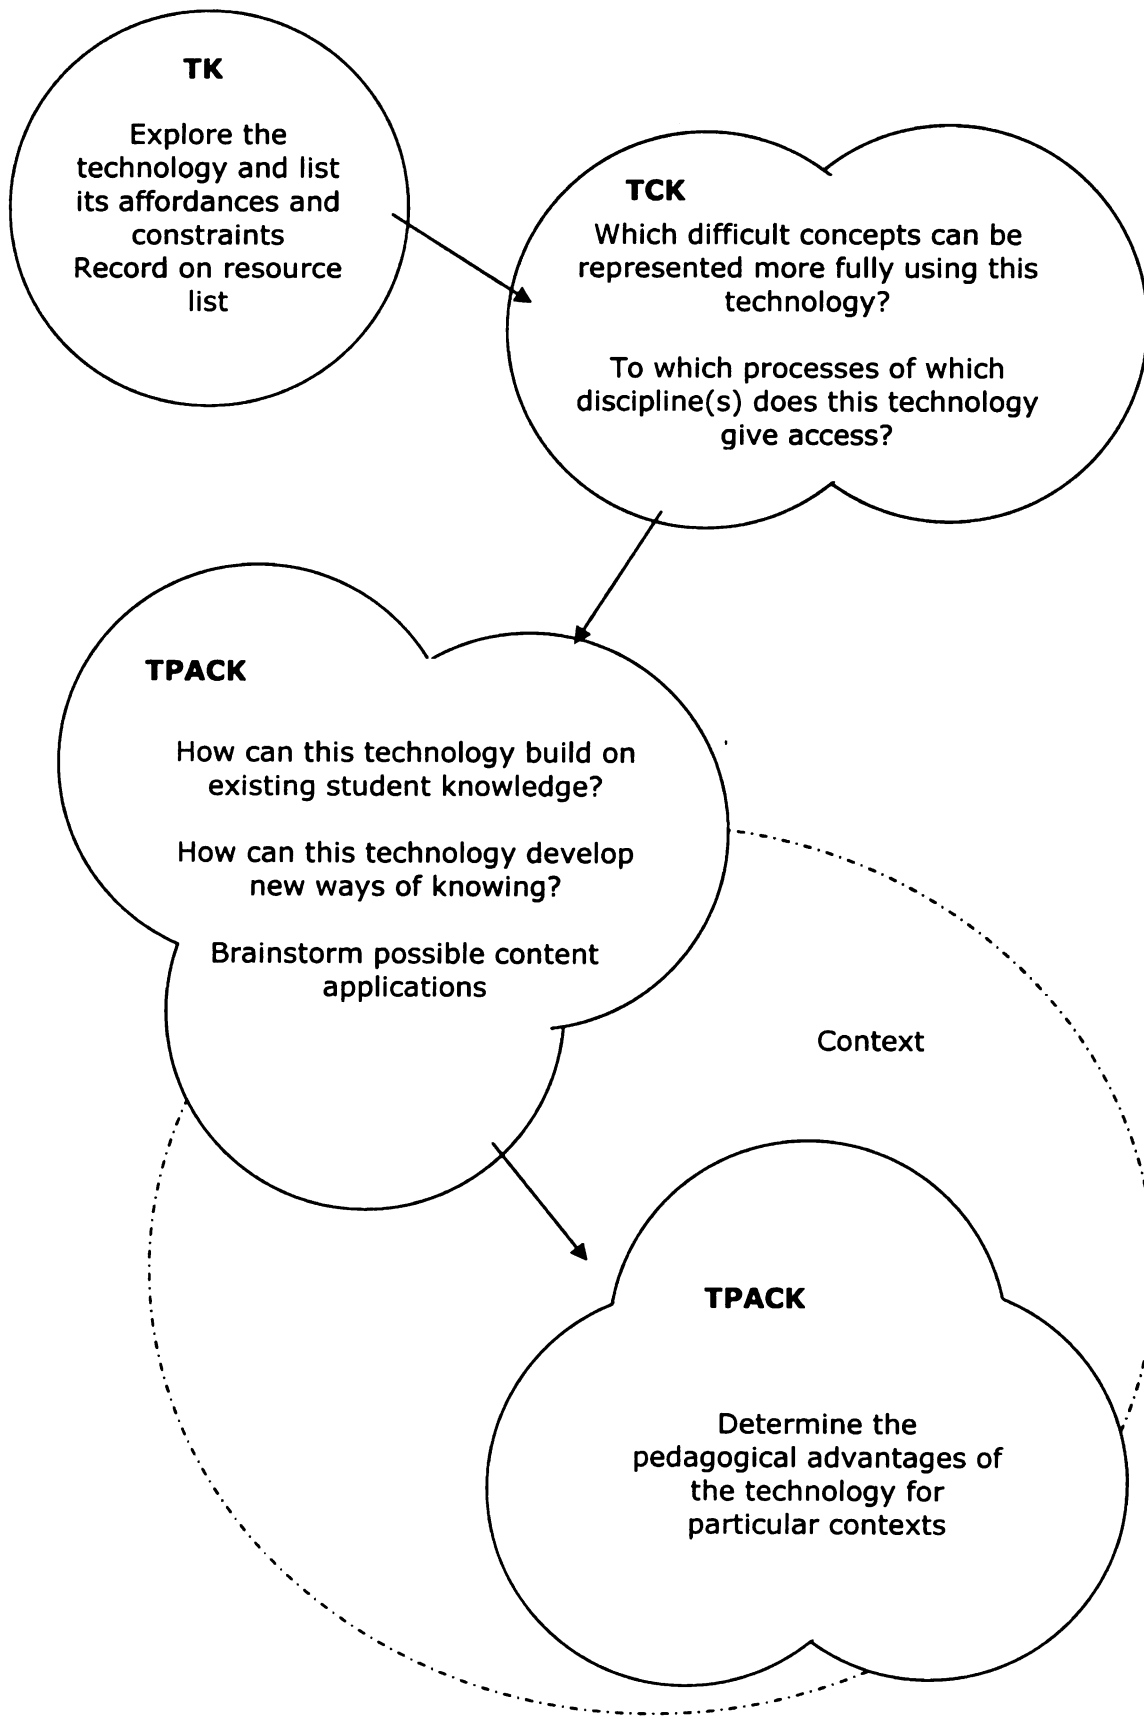 TK
Explore the
technology and list
its affordances and
constraints
Record on resource
list
TCK
Which difficult concepts can be
represented more fully using this
technology?
To which processes of which
discipline(s) does this technology
give access?
TPACK
How can this technology build on
existing student knowledge?
How can this technology develop
new ways of knowing?
Brainstorm possible content
applications
Context
TPACK
Determine the
pedagogical advantages of
the technology for
particular contexts